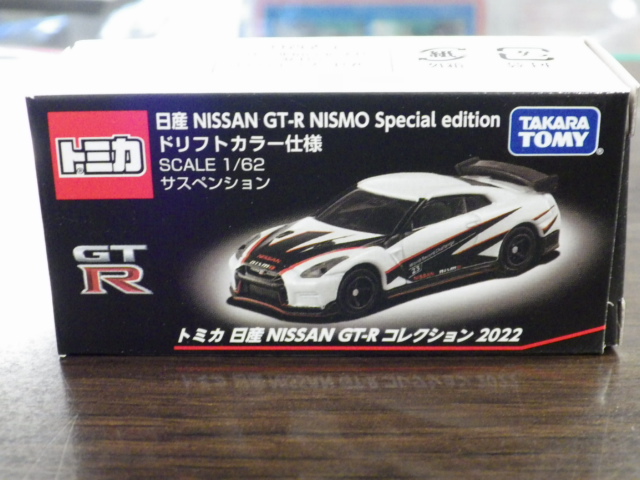 日産 NISSAN GT-R NISMO Special edition
ドリフトカラー仕様
SCALE 1/62
サスペンション
トミカ
TAKARA
TOMY
GT
R
トミカ 日産 NISSAN GT-R コレクション 2022